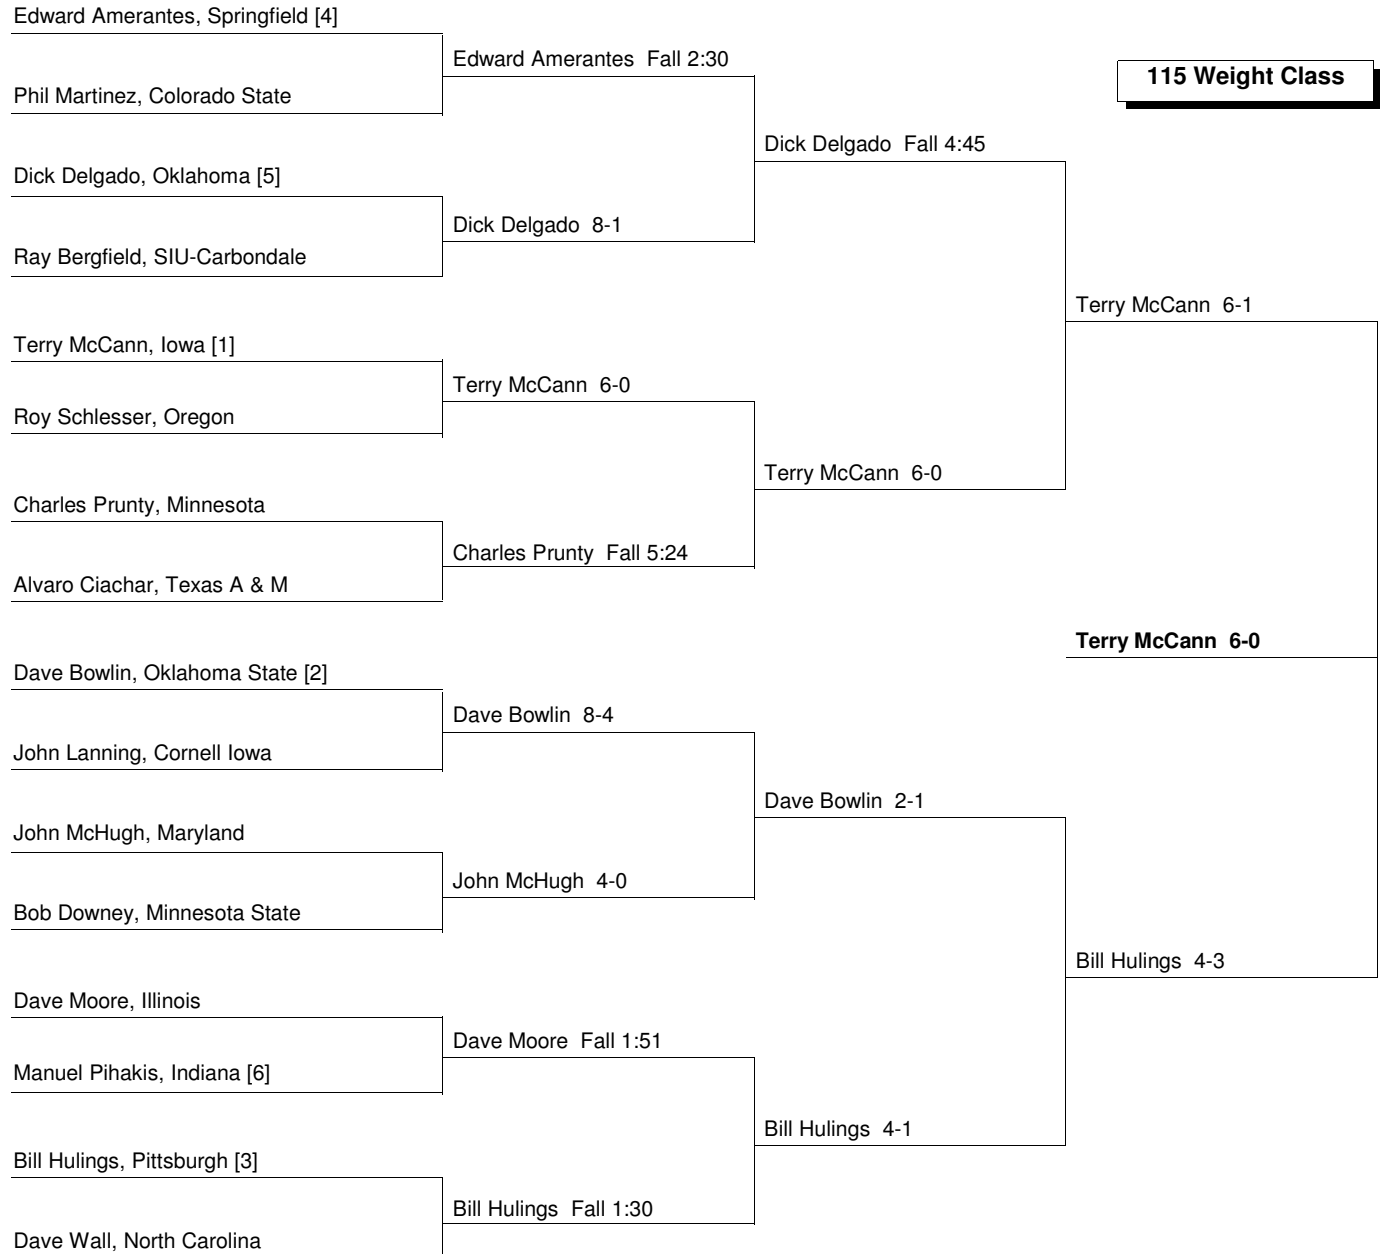 Edward Amerantes, Springfield [4]
Edward Amerantes  Fall 2:30
115 Weight Class
Phil Martinez, Colorado State
Dick Delgado  Fall 4:45
Dick Delgado, Oklahoma [5]
Dick Delgado  8-1
Ray Bergfield, SIU-Carbondale
Terry McCann  6-1
Terry McCann, Iowa [1]
Terry McCann  6-0
Roy Schlesser, Oregon
Terry McCann  6-0
Charles Prunty, Minnesota
Charles Prunty  Fall 5:24
Alvaro Ciachar, Texas A & M
Terry McCann  6-0
Dave Bowlin, Oklahoma State [2]
Dave Bowlin  8-4
John Lanning, Cornell Iowa
Dave Bowlin  2-1
John McHugh, Maryland
John McHugh  4-0
Bob Downey, Minnesota State
Bill Hulings  4-3
Dave Moore, Illinois
Dave Moore  Fall 1:51
Manuel Pihakis, Indiana [6]
Bill Hulings  4-1
Bill Hulings, Pittsburgh [3]
Bill Hulings  Fall 1:30
Dave Wall, North Carolina